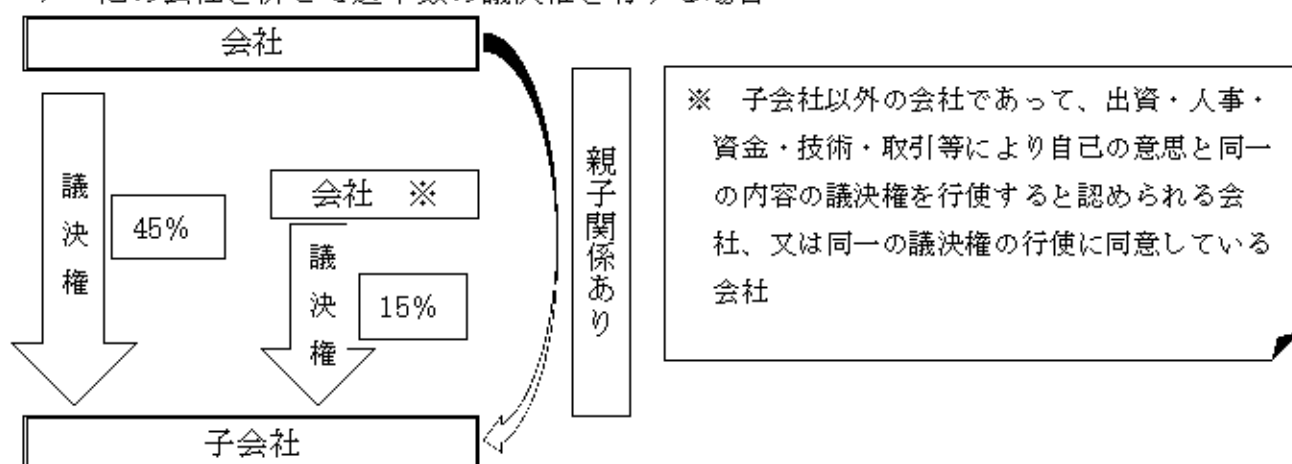 会社
議決権
45%
会社 ※
議決権
15%
親子関係あり
※ 子会社以外の会社であって、出資・人事・
資金・技術・取引等により自己の意思と同一
の内容の議決権を行使すると認められる会
社、又は同一の議決権の行使に同意している
会社
子会社